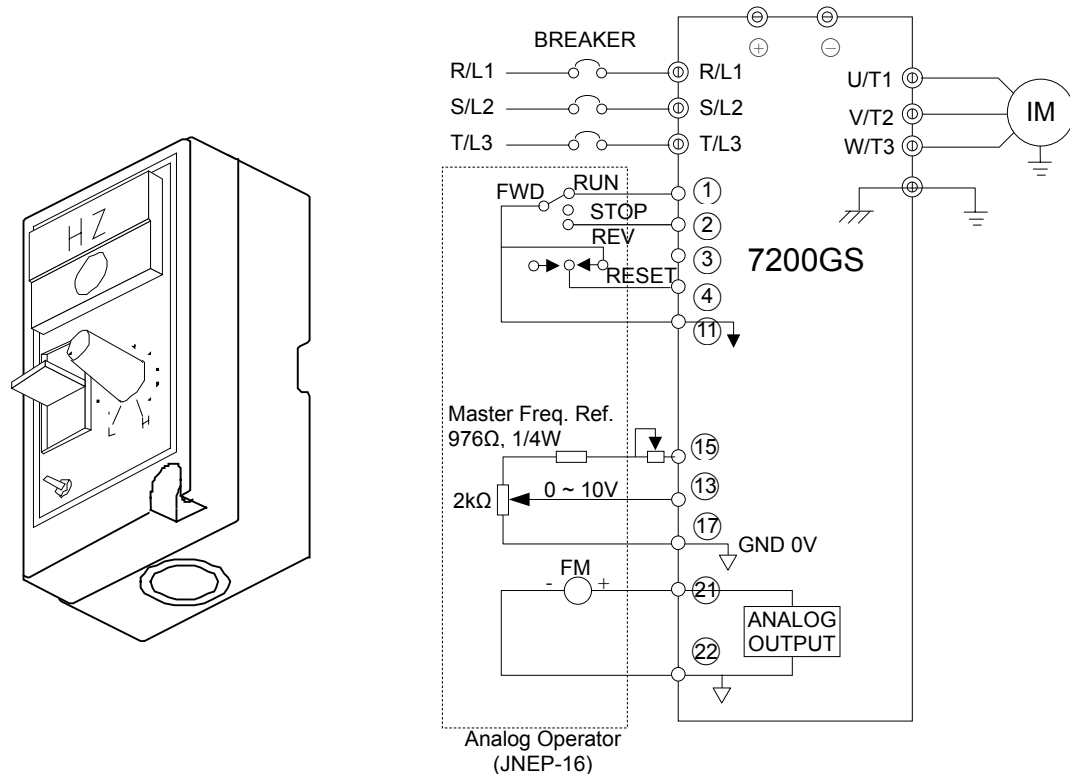 HZ
L
H
BREAKER
R/L1
R/L1
S/L2
S/L2
T/L3
T/L3
+
−
U/T1
V/T2
W/T3
IM
FWD
RUN
STOP
REV
RESET
1
2
3
4
11
7200GS
Master Freq. Ref.
976Ω, 1/4W
2kΩ
0 ~ 10V
15
13
17
GND 0V
FM
- +
21
22
ANALOG
OUTPUT
Analog Operator
(JNEP-16)